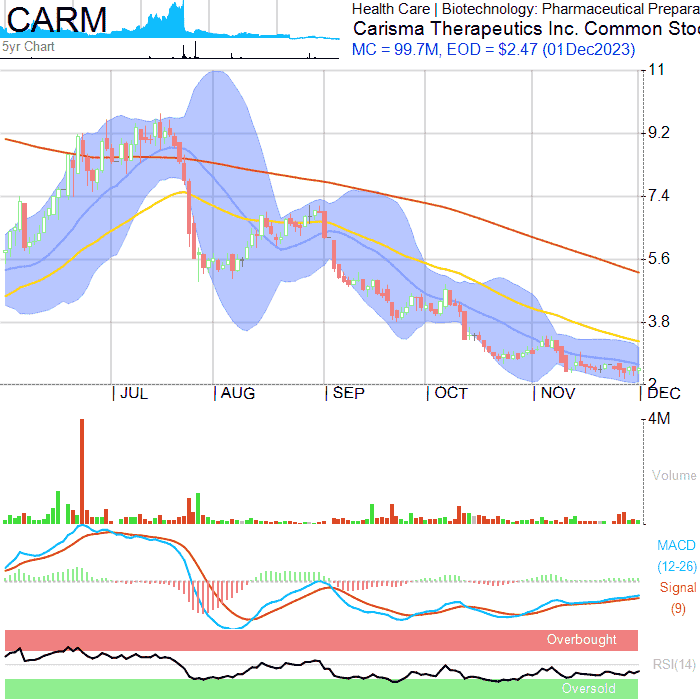 CARM
5yr Chart
Health Care | Biotechnology: Pharmaceutical Prepara
Carisma Therapeutics Inc. Common Sto
MC = 99.7M, EOD = $2.47 (01Dec2023)
11
9.2
7.4
5.6
3.8
2
JUL AUG SEP OCT NOV DEC
4M
Volume
MACD
(12-26)
Signal
(9)
Overbought
RSI(14)
Oversold